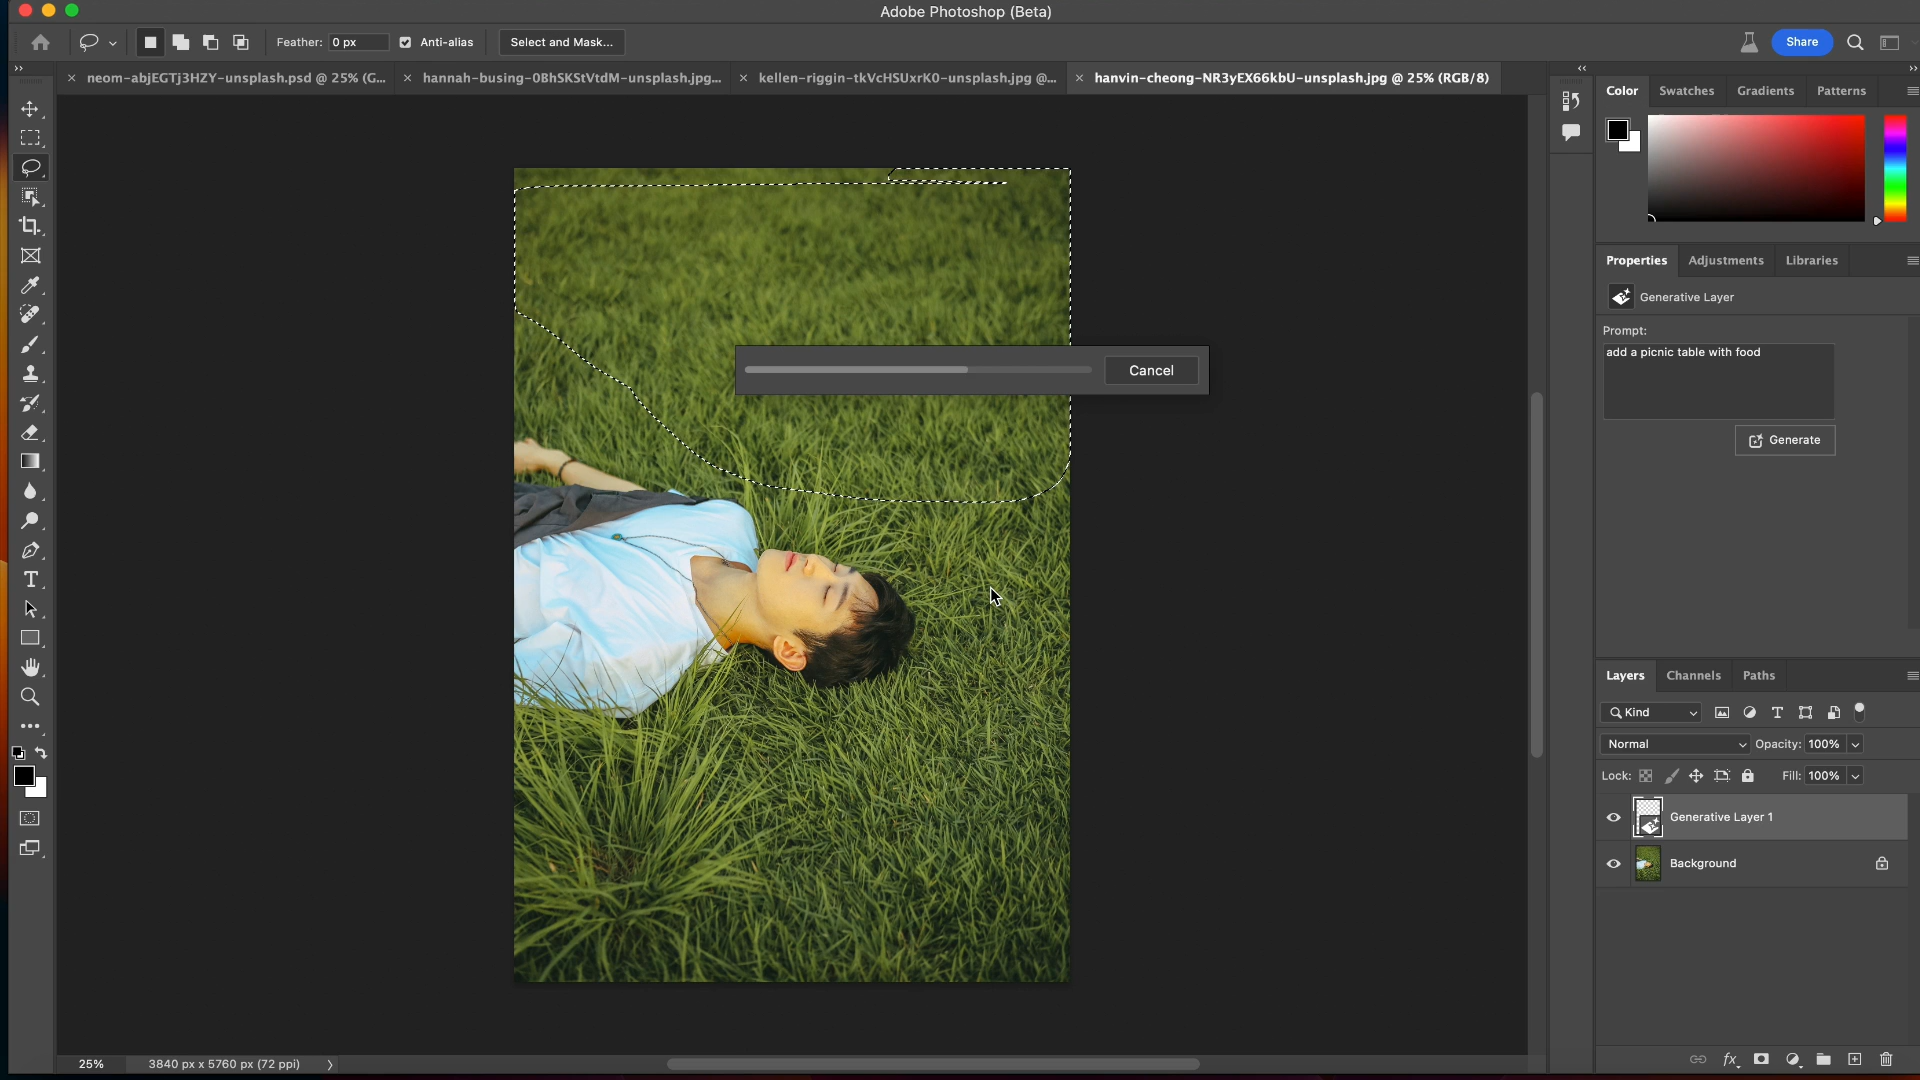 Adobe Photoshop (Beta)
Feather: 0 px Anti-alias Select and Mask... Share
neom-abjEGTj3HZY-unsplash.psd @ 25% (G... hannah-busing-0BhSKStVtdM-unsplash.jpg... kellen-riggin-tkVcHSUxrK0-unsplash.jpg @... hanvin-cheong-NR3yEX66kbU-unsplash.jpg @ 25% (RGB/8)
Color Swatches Gradients Patterns
Properties Adjustments Libraries
Generative Layer
Prompt:
add a picnic table with food
Cancel
Generate
Layers Channels Paths
Kind
Normal Opacity: 100%
Lock: Fill: 100%
Generative Layer 1
Background
25% 3840 px x 5760 px (72 ppi)